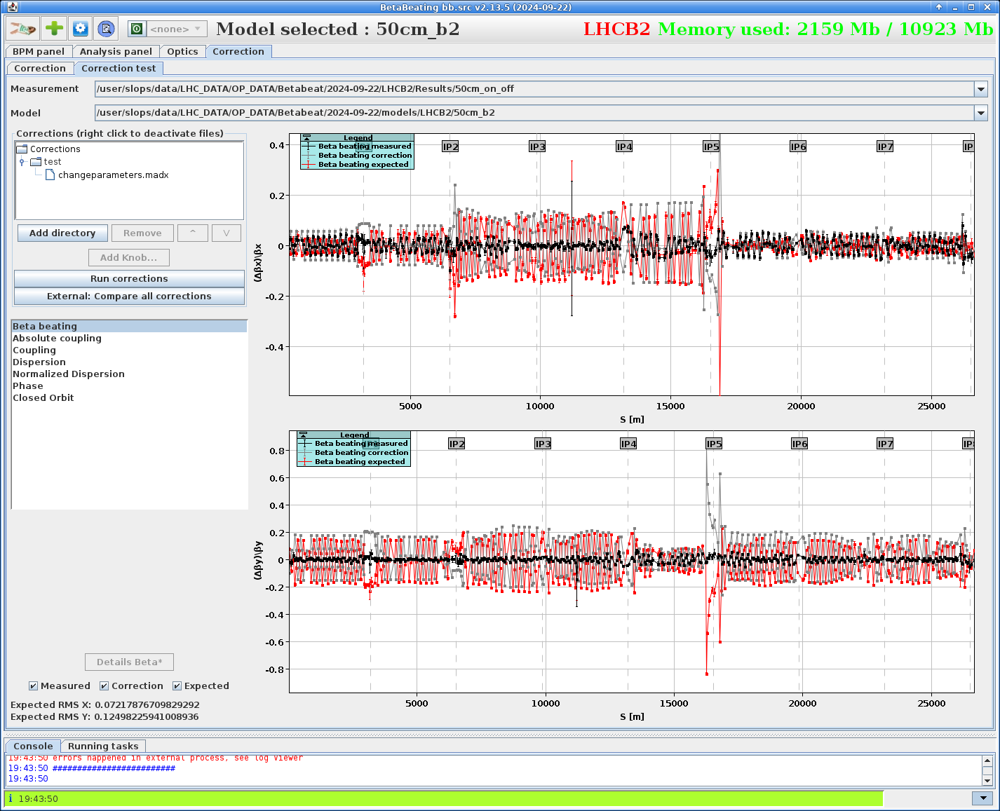 BetaBeating bb.src v2.13.5 (2024-09-22)
<none> Model selected : 50cm_b2 LHCB2 Memory used: 2159 Mb / 10923 Mb
BPM panel Analysis panel Optics Correction
Correction Correction test
Measurement /user/slops/data/LHC_DATA/OP_DATA/Betabeat/2024-09-22/LHCB2/Results/50cm_on_off
Model /user/slops/data/LHC_DATA/OP_DATA/Betabeat/2024-09-22/models/LHCB2/50cm_b2
Corrections (right click to deactivate files)
Corrections
test
changeparameters.madx
Add directory Remove ^ V
Add Knob...
Run corrections
External: Compare all corrections
Beta beating
Absolute coupling
Coupling
Dispersion
Normalized Dispersion
Phase
Closed Orbit
Details Beta*
Measured Correction Expected
Expected RMS X: 0.07217876709829292
Expected RMS Y: 0.12498225941008936
Legend
Beta beating measured
Beta beating correction
Beta beating expected
IP1 IP2 IP3 IP4 IP5 IP6 IP7 IP
0.4
0.2
0
-0.2
-0.4
(Δβx)\βx
5000 10000 15000 20000 25000
S [m]
Legend
Beta beating measured
Beta beating correction
Beta beating expected
IP1 IP2 IP3 IP4 IP5 IP6 IP7 IP8
0.8
0.6
0.4
0.2
0
-0.2
-0.4
-0.6
-0.8
(Δβy)\βy
5000 10000 15000 20000 25000
S [m]
Console Running tasks
19:43:50 errors happened in external process, see log viewer
19:43:50 #########################
19:43:50
i 19:43:50